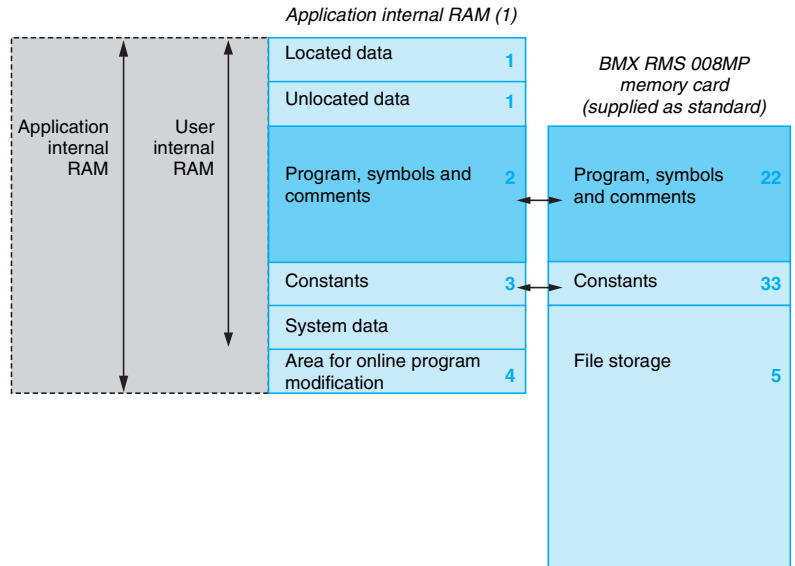 Application internal RAM (1)
BMX RMS 008MP
memory card
(supplied as standard)
Application
internal
RAM
User
internal
RAM
Located data 1
Unlocated data 1
Program, symbols and 2
comments
Constants 3
System data
Area for online program
modification 4
Program, symbols 22
and comments
Constants 33
File storage
5